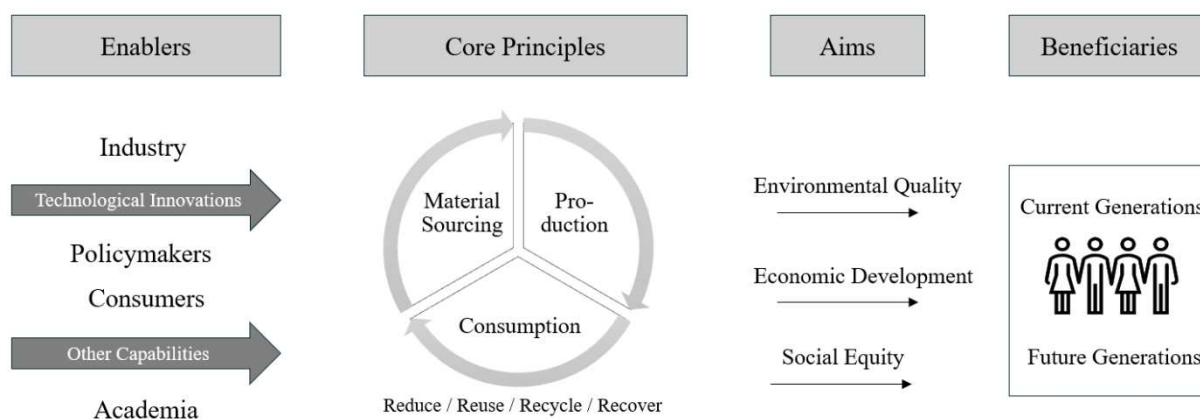 Enablers
Core Principles
Aims
Beneficiaries
Industry
Technological Innovations
Policymakers
Consumers
Other Capabilities
Academia
Material
Sourcing
Pro-
duction
Consumption
Reduce / Reuse / Recycle / Recover
Environmental Quality
Economic Development
Social Equity
Current Generations
Future Generations